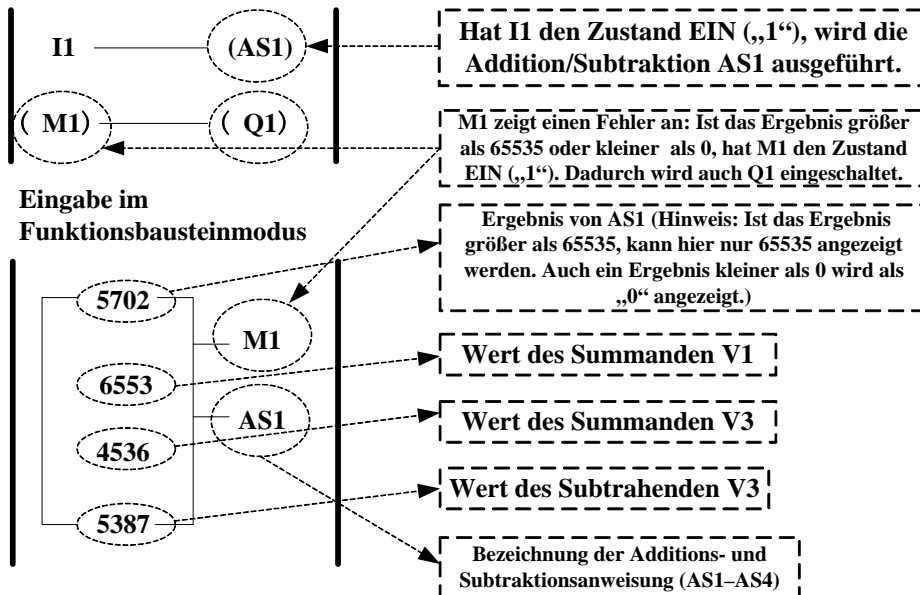 I1 (AS1)
( M1) ( Q1)
Hat I1 den Zustand EIN („1“), wird die
Addition/Subtraktion AS1 ausgeführt.
M1 zeigt einen Fehler an: Ist das Ergebnis größer
als 65535 oder kleiner als 0, hat M1 den Zustand
EIN („1“). Dadurch wird auch Q1 eingeschaltet.
Eingabe im
Funktionsbausteinmodus
Ergebnis von AS1 (Hinweis: Ist das Ergebnis
größer als 65535, kann hier nur 65535 angezeigt
werden. Auch ein Ergebnis kleiner als 0 wird als
„0“ angezeigt.)
5702
M1
6553
AS1
4536
5387
Wert des Summanden V1
Wert des Summanden V3
Wert des Subtrahenden V3
Bezeichnung der Additions- und
Subtraktionsanweisung (AS1–AS4)